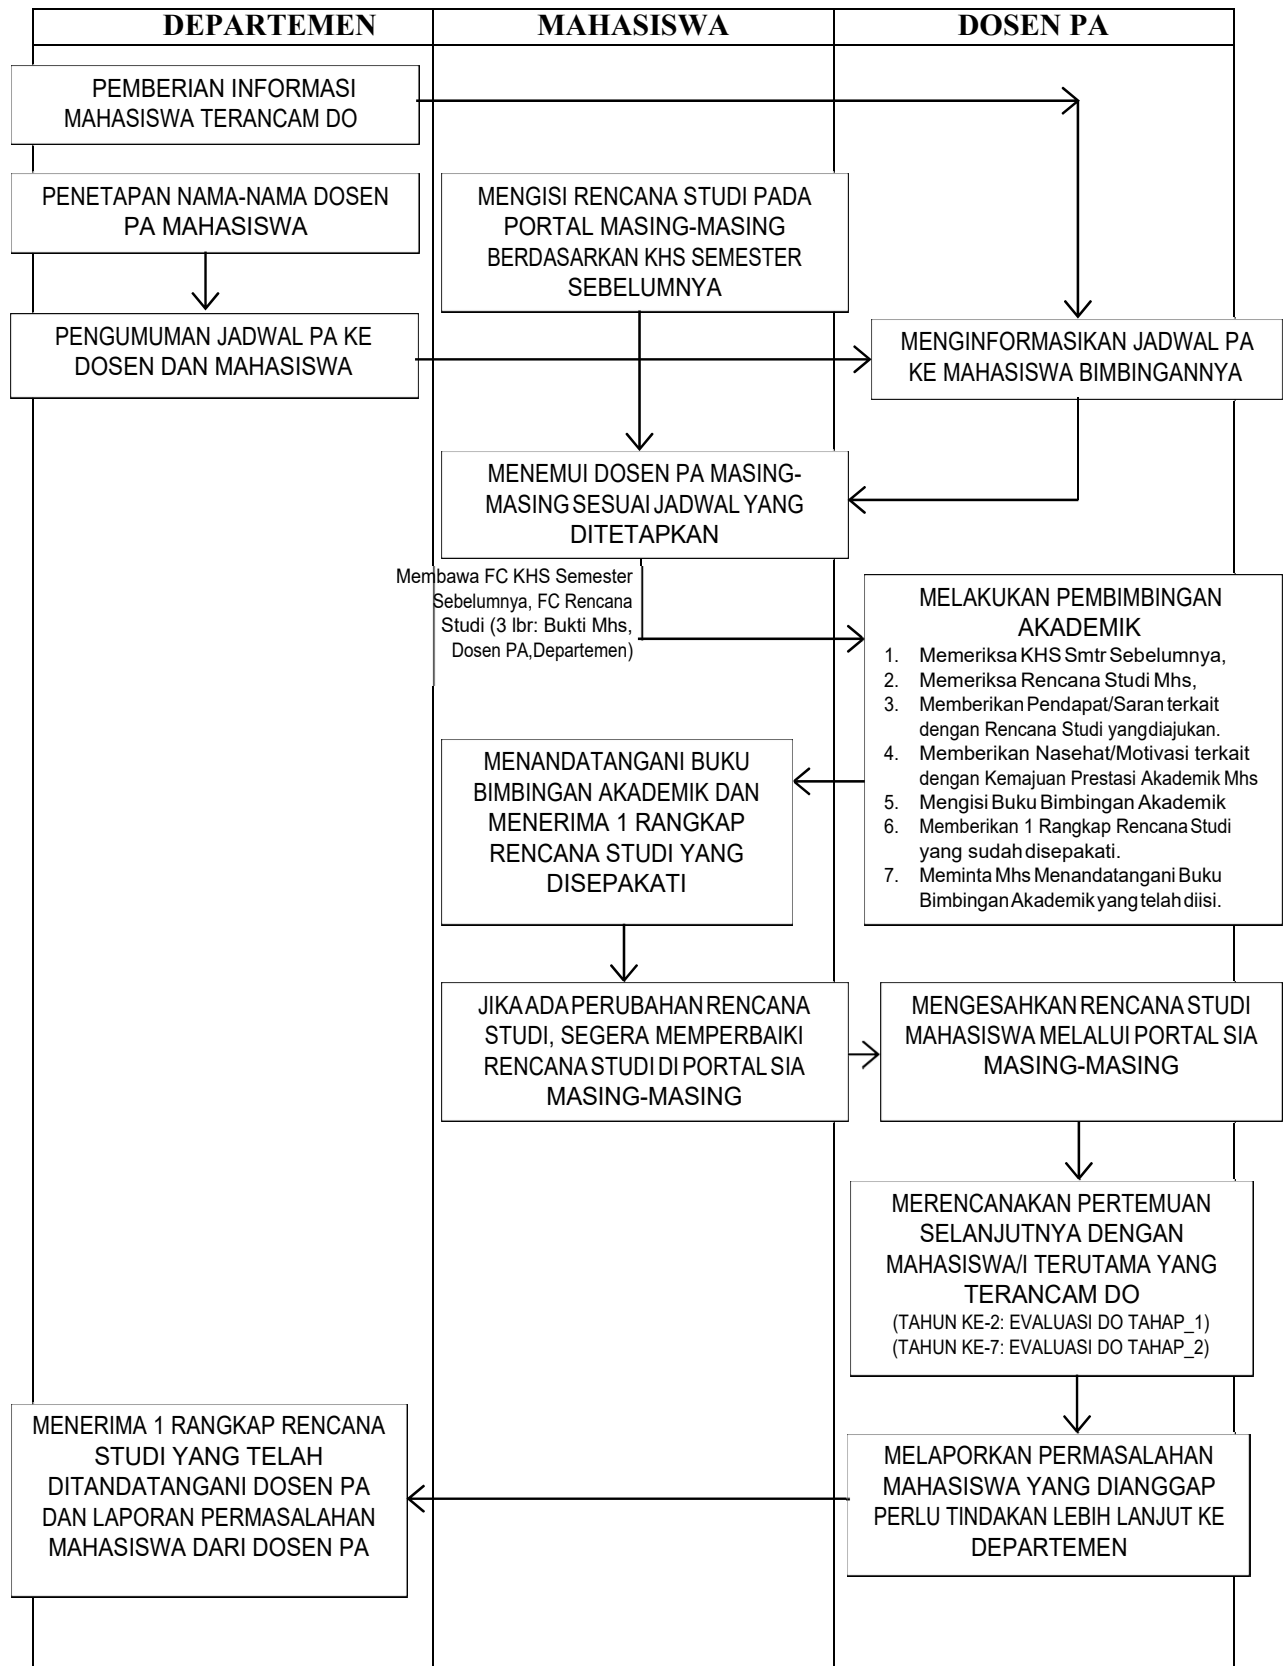 DEPARTEMEN
MAHASISWA
DOSEN PA
PEMBERIAN INFORMASI
MAHASISWA TERANCAM DO
PENETAPAN NAMA-NAMA DOSEN
PA MAHASISWA
MENGISI RENCANA STUDI PADA
PORTAL MASING-MASING
BERDASARKAN KHS SEMESTER
SEBELUMNYA
PENGUMUMAN JADWAL PA KE
DOSEN DAN MAHASISWA
MENGINFORMASIKAN JADWAL PA
KE MAHASISWA BIMBINGANNYA
MENEMUI DOSEN PA MASING-
MASING SESUAI JADWAL YANG
DITETAPKAN
Membawa FC KHS Semester
Sebelumnya, FC Rencana
Studi (3 lbr: Bukti Mhs,
Dosen PA,Departemen)
MELAKUKAN PEMBIMBINGAN
AKADEMIK
1. Memeriksa KHS Smtr Sebelumnya,
2. Memeriksa Rencana Studi Mhs,
3. Memberikan Pendapat/Saran terkait
dengan Rencana Studi yangdiajukan.
4. Memberikan Nasehat/Motivasi terkait
dengan Kemajuan Prestasi Akademik Mhs
5. Mengisi Buku Bimbingan Akademik
6. Memberikan 1 Rangkap Rencana Studi
yang sudah disepakati.
7. Meminta Mhs Menandatangani Buku
Bimbingan Akademik yang telah diisi.
MENANDATANGANI BUKU
BIMBINGAN AKADEMIK DAN
MENERIMA 1 RANGKAP
RENCANA STUDI YANG
DISEPAKATI
JIKA ADA PERUBAHAN RENCANA
STUDI, SEGERA MEMPERBAIKI
RENCANA STUDI DI PORTAL SIA
MASING-MASING
MENGESAHKAN RENCANA STUDI
MAHASISWA MELALUI PORTAL SIA
MASING-MASING
MERENCANAKAN PERTEMUAN
SELANJUTNYA DENGAN
MAHASISWA/I TERUTAMA YANG
TERANCAM DO
(TAHUN KE-2: EVALUASI DO TAHAP_1)
(TAHUN KE-7: EVALUASI DO TAHAP_2)
MENERIMA 1 RANGKAP RENCANA
STUDI YANG TELAH
DITANDATANGANI DOSEN PA
DAN LAPORAN PERMASALAHAN
MAHASISWA DARI DOSEN PA
MELAPORKAN PERMASALAHAN
MAHASISWA YANG DIANGGAP
PERLU TINDAKAN LEBIH LANJUT KE
DEPARTEMEN